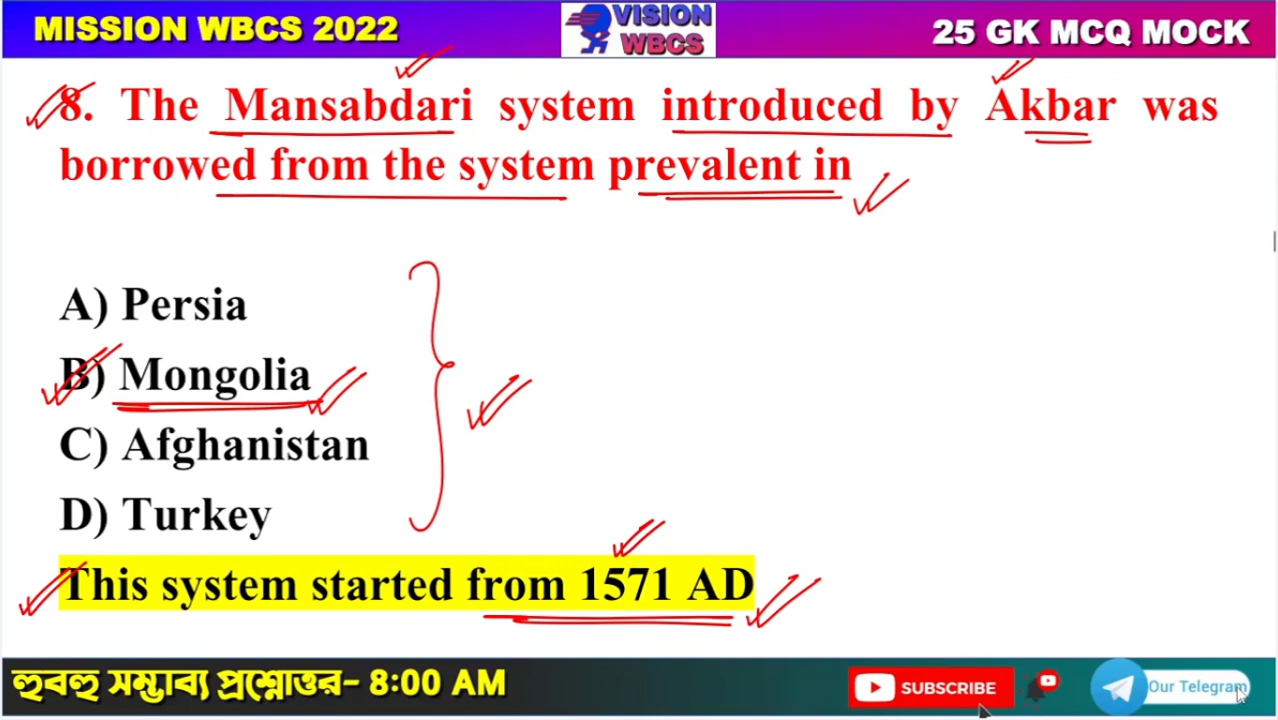 MISSION WBCS 2022
VISION
WBCS
25 GK MCQ MOCK
8. The Mansabdari system introduced by Akbar was
borrowed from the system prevalent in
A) Persia
B) Mongolia
C) Afghanistan
D) Turkey
This system started from 1571 AD
হুবহু সম্ভাব্য প্রশ্নোত্তর- 8:00 AM
SUBSCRIBE
Our Telegram